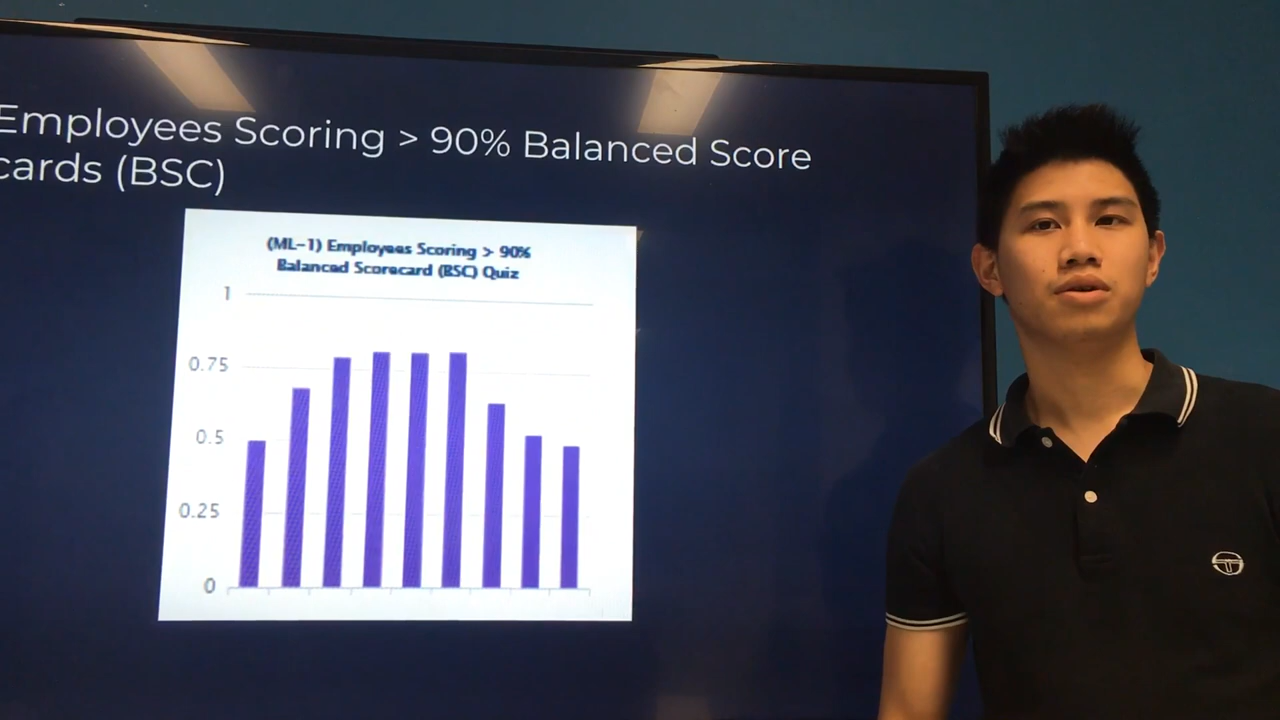 Employees Scoring > 90% Balanced Score
cards (BSC)
(ML-1) Employees Scoring > 90%
Balanced Scorecard (BSC) Quiz
1
0.75
0.5
0.25
0